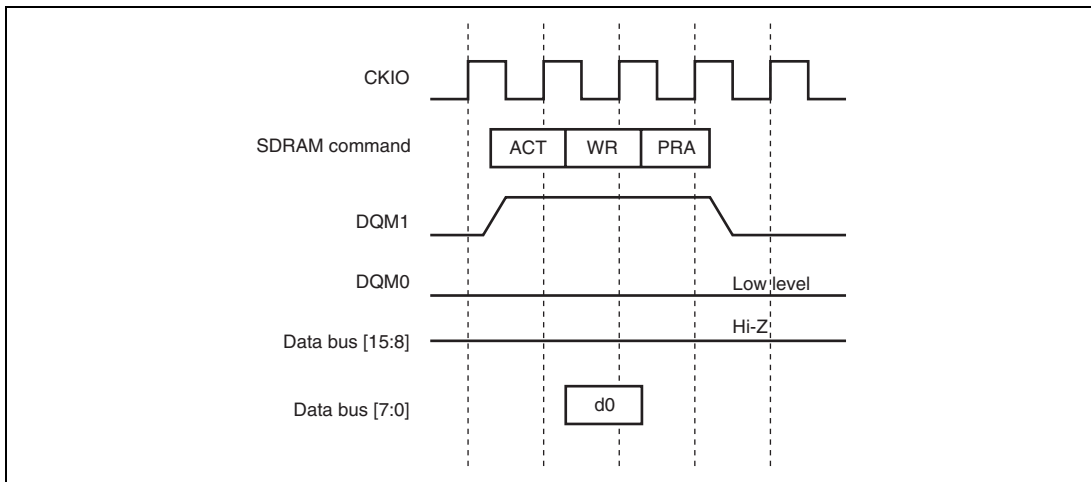 CKIO
SDRAM command
ACT WR PRA
DQM1
DQM0
Low level
Hi-Z
Data bus [15:8]
d0
Data bus [7:0]